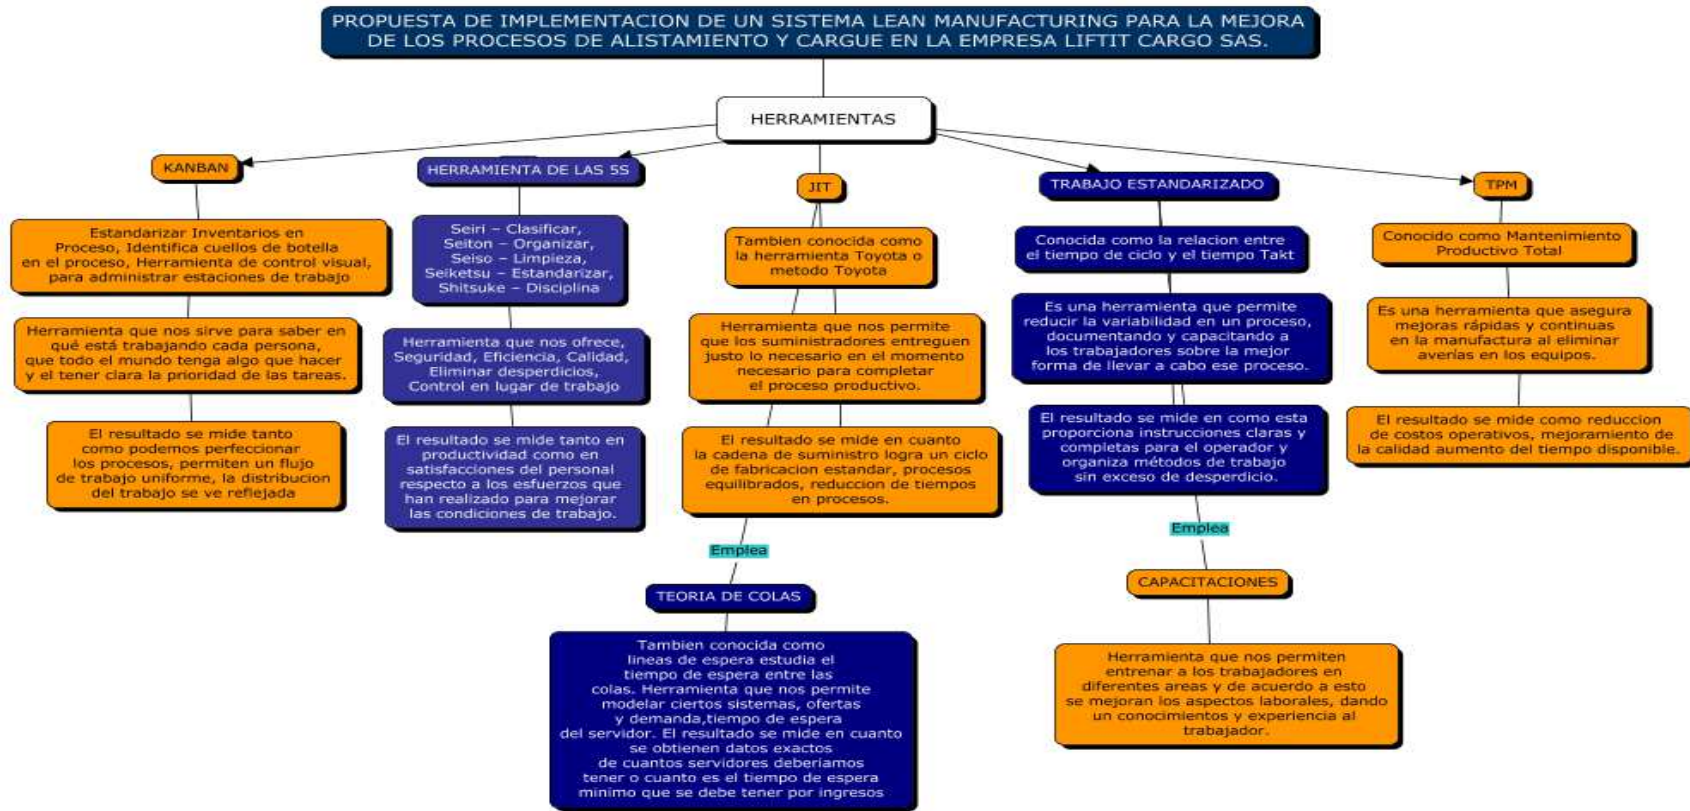 PROPUESTA DE IMPLEMENTACION DE UN SISTEMA LEAN MANUFACTURING PARA LA MEJORA
DE LOS PROCESOS DE ALISTAMIENTO Y CARGUE EN LA EMPRESA LIFTIT CARGO SAS.
HERRAMIENTAS
KANBAN
Estandarizar Inventarios en
Proceso, Identifica cuellos de botella
en el proceso, Herramienta de control visual,
para administrar estaciones de trabajo
Herramienta que nos sirve para saber en
qué está trabajando cada persona,
que todo el mundo tenga algo que hacer
y el tener clara la prioridad de las tareas.
El resultado se mide tanto
como podemos perfeccionar
los procesos, permiten un flujo
de trabajo uniforme, la distribucion
del trabajo se ve reflejada
HERRAMIENTA DE LAS 5S
Seiri – Clasificar,
Seiton – Organizar,
Seiso – Limpieza,
Seiketsu – Estandarizar,
Shitsuke – Disciplina
Herramienta que nos ofrece,
Seguridad, Eficiencia, Calidad,
Eliminar desperdicios,
Control en lugar de trabajo
El resultado se mide tanto en
productividad como en
satisfacciones del personal
respecto a los esfuerzos que
han realizado para mejorar
las condiciones de trabajo.
JIT
Tambien conocida como
la herramienta Toyota o
metodo Toyota
Herramienta que nos permite
que los suministradores entreguen
justo lo necesario en el momento
necesario para completar
el proceso productivo.
El resultado se mide en cuanto
la cadena de suministro logra un ciclo
de fabricacion estandar, procesos
equilibrados, reduccion de tiempos
en procesos.
Emplea
TEORIA DE COLAS
Tambien conocida como
lineas de espera estudia el
tiempo de espera entre las
colas. Herramienta que nos permite
modelar ciertos sistemas, ofertas
y demanda,tiempo de espera
del servidor. El resultado se mide en cuanto
se obtienen datos exactos
de cuantos servidores deberíamos
tener o cuanto es el tiempo de espera
minimo que se debe tener por ingresos
TRABAJO ESTANDARIZADO
Conocida como la relacion entre
el tiempo de ciclo y el tiempo Takt
Es una herramienta que permite
reducir la variabilidad en un proceso,
documentando y capacitando a
los trabajadores sobre la mejor
forma de llevar a cabo ese proceso.
El resultado se mide en como esta
proporciona instrucciones claras y
completas para el operador y
organiza métodos de trabajo
sin exceso de desperdicio.
Emplea
CAPACITACIONES
Herramienta que nos permiten
entrenar a los trabajadores en
diferentes areas y de acuerdo a esto
se mejoran los aspectos laborales, dando
un conocimientos y experiencia al
trabajador.
TPM
Conocido como Mantenimiento
Productivo Total
Es una herramienta que asegura
mejoras rápidas y continuas
en la manufactura al eliminar
averías en los equipos.
El resultado se mide como reduccion
de costos operativos, mejoramiento de
la calidad aumento del tiempo disponible.